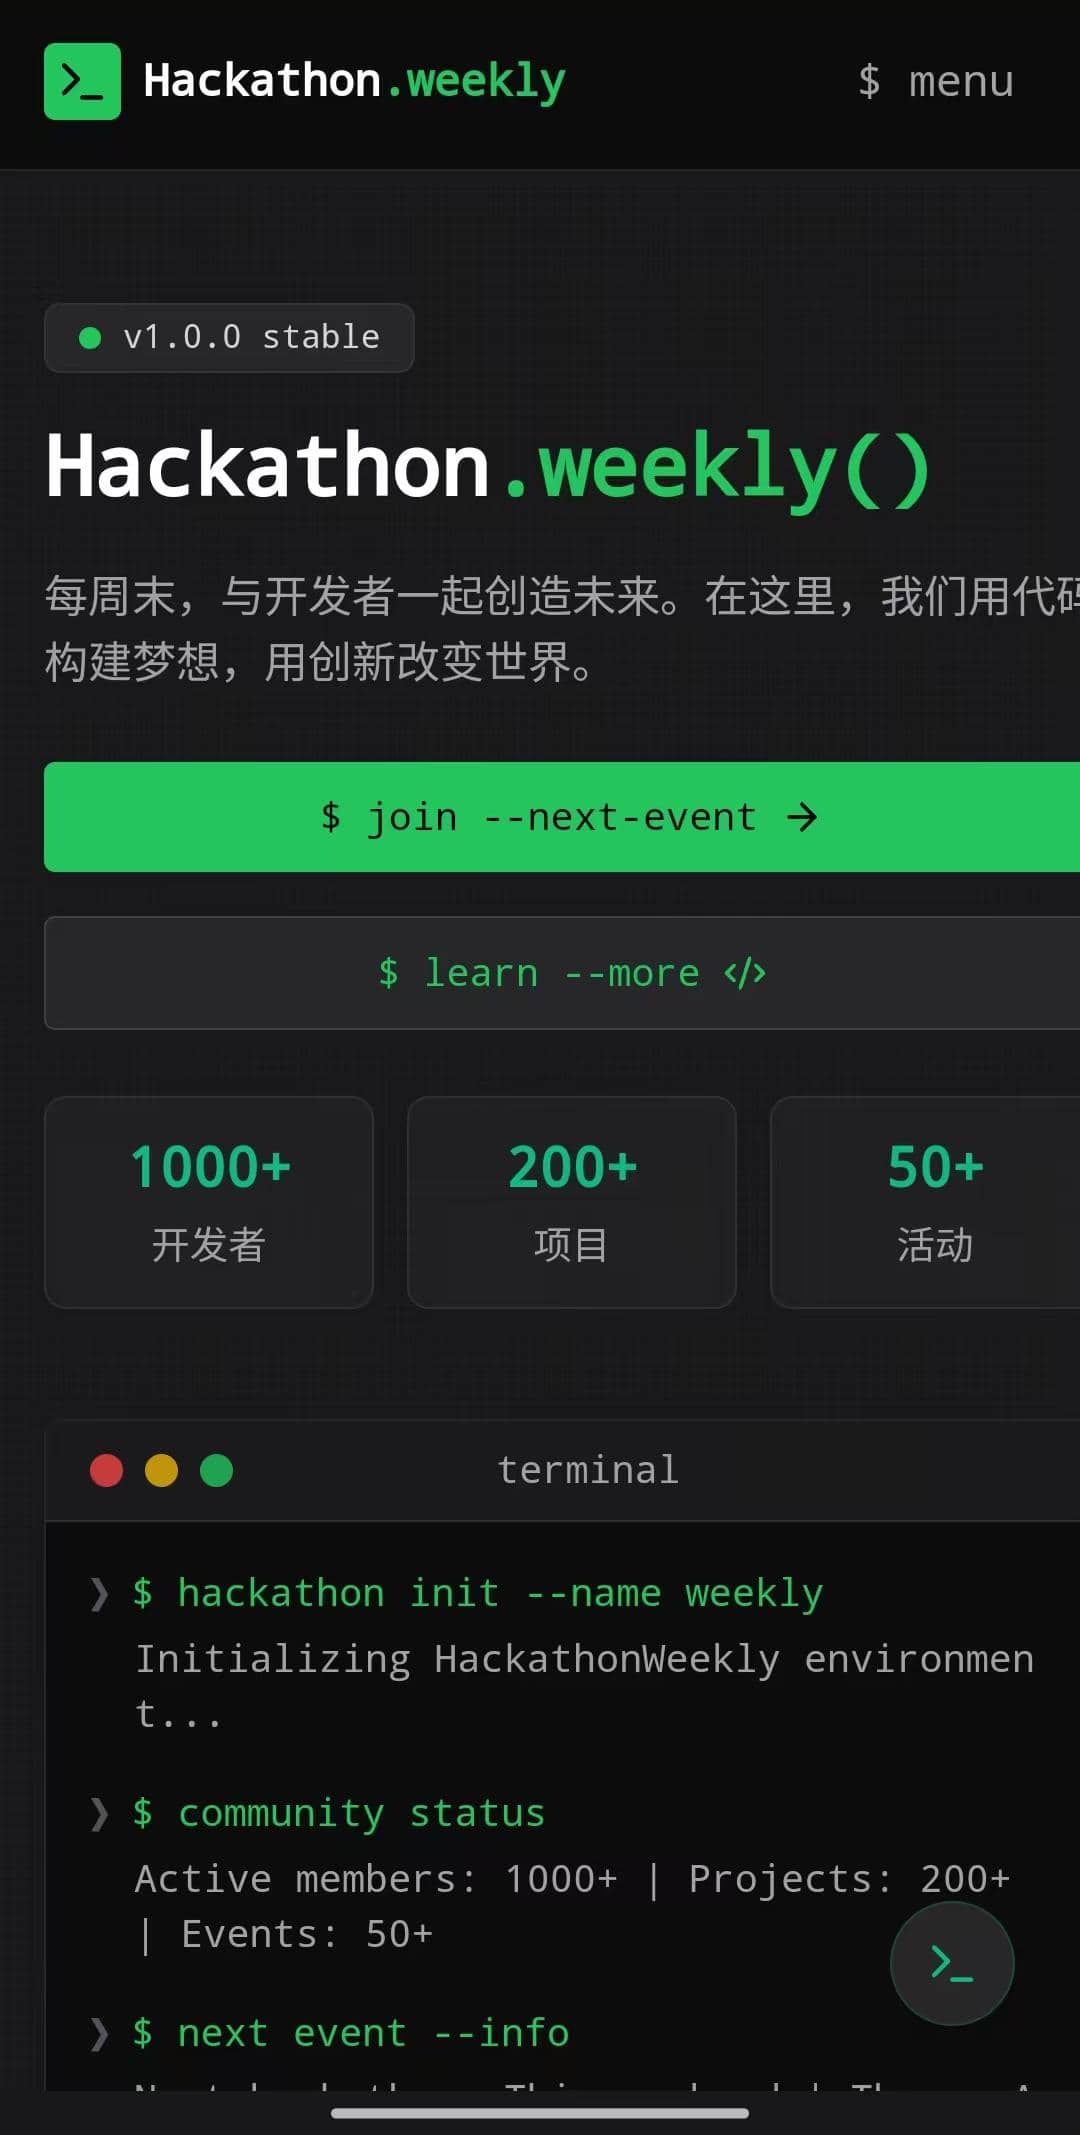 Hackathon.weekly
$ menu
v1.0.0 stable
Hackathon.weekly()
每周末，与开发者一起创造未来。在这里，我们用代码
构建梦想，用创新改变世界。
$ join --next-event →
$ learn --more </>
1000+
开发者
200+
项目
50+
活动
terminal
❯ $ hackathon init --name weekly
Initializing HackathonWeekly environmen
t...
❯ $ community status
Active members: 1000+ | Projects: 200+
| Events: 50+
❯ $ next event --info